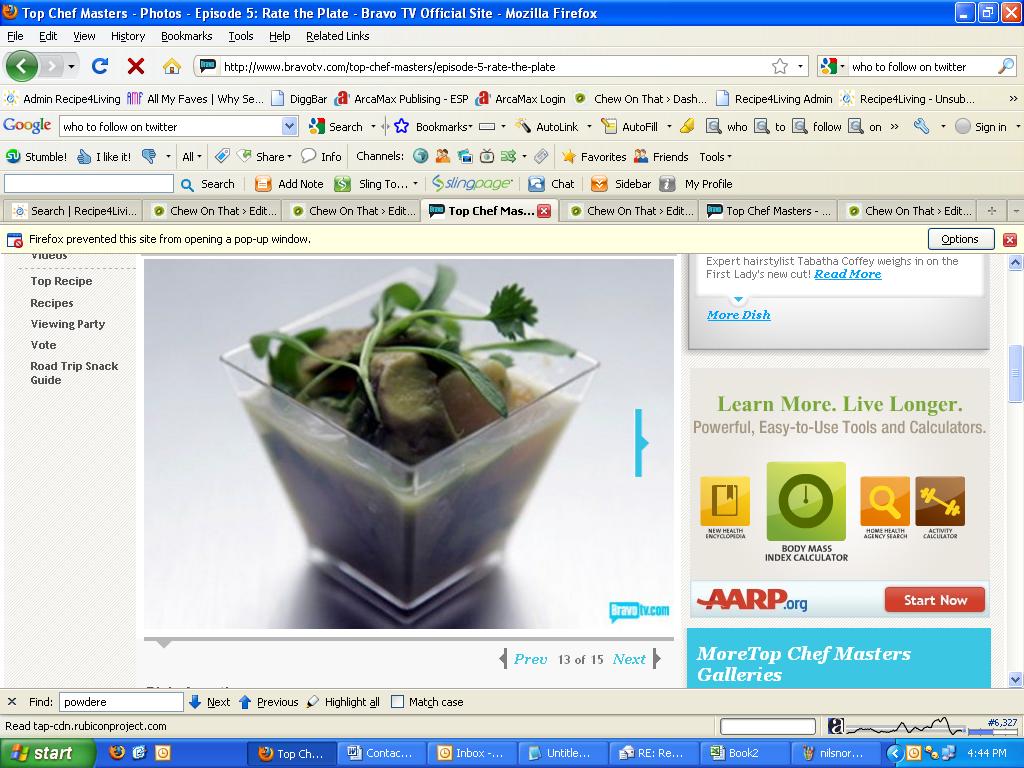 Top Chef Masters - Photos - Episode 5: Rate the Plate - Bravo TV Official Site - Mozilla Firefox
File Edit View History Bookmarks Tools Help Related Links
http://www.bravotv.com/top-chef-masters/episode-5-rate-the-plate who to follow on twitter
Admin Recipe4Living All My Faves | Why Se... DiggBar ArcaMax Publising - ESP ArcaMax Login Chew On That › Dash... Recipe4Living Admin Recipe4Living - Unsub... »
Google who to follow on twitter Search Bookmarks AutoLink AutoFill who to follow on » Sign in
Stumble! I like it! All Share Info Channels: Favorites Friends Tools
Search Add Note Sling To... slingpage Chat Sidebar My Profile
Search | Recipe4Livi... Chew On That › Edit... Chew On That › Edit... Top Chef Mas... Chew On That › Edit... Top Chef Masters - ... Chew On That › Edit...
Firefox prevented this site from opening a pop-up window. Options
Videos
Top Recipe
Recipes
Viewing Party
Vote
Road Trip Snack
Guide
Bravotv.com
Prev 13 of 15 Next
Expert hairstylist Tabatha Coffey weighs in on the
First Lady's new cut! Read More
More Dish
Learn More. Live Longer.
Powerful, Easy-to-Use Tools and Calculators.
NEW HEALTH
ENCYCLOPEDIA
BODY MASS
INDEX CALCULATOR
HOME HEALTH
AGENCY SEARCH
ACTIVITY
CALCULATOR
AARP.org Start Now
MoreTop Chef Masters
Galleries
Find: powdere Next Previous Highlight all Match case
Read tap-cdn.rubiconproject.com #6,327
start Top Ch... Contac... Inbox -... Untitle... RE: Re... Book2 nilsnor... 4:44 PM